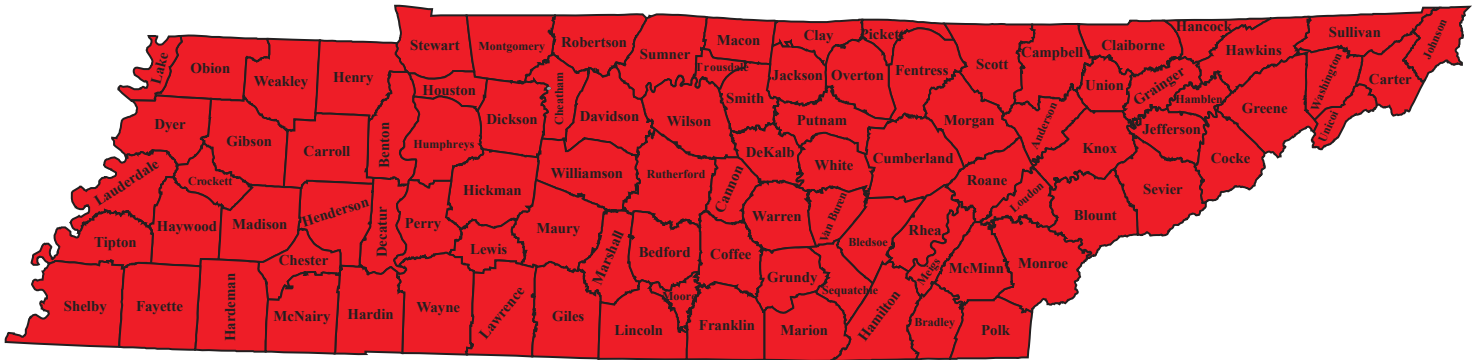 Lake
Obion
Weakley
Henry
Stewart
Montgomery
Robertson
Sumner
Macon
Trousdale
Clay
Pickett
Jackson
Overton
Fentress
Scott
Campbell
Claiborne
Hancock
Hawkins
Sullivan
Johnson
Carter
Washington
Unicoi
Greene
Hamblen
Grainger
Union
Anderson
Morgan
Putnam
Smith
Wilson
Davidson
Cheatham
Dickson
Houston
Humphreys
Benton
Carroll
Gibson
Dyer
Lauderdale
Crockett
Haywood
Madison
Henderson
Decatur
Perry
Hickman
Williamson
Rutherford
Cannon
DeKalb
White
Cumberland
Roane
Loudon
Knox
Jefferson
Cocke
Sevier
Blount
Monroe
McMinn
Meigs
Rhea
Bledsoe
Van Buren
Warren
Coffee
Bedford
Marshall
Maury
Lewis
Chester
Tipton
Shelby
Fayette
Hardeman
McNairy
Hardin
Wayne
Lawrence
Giles
Lincoln
Moore
Franklin
Grundy
Marion
Sequatchie
Hamilton
Bradley
Polk